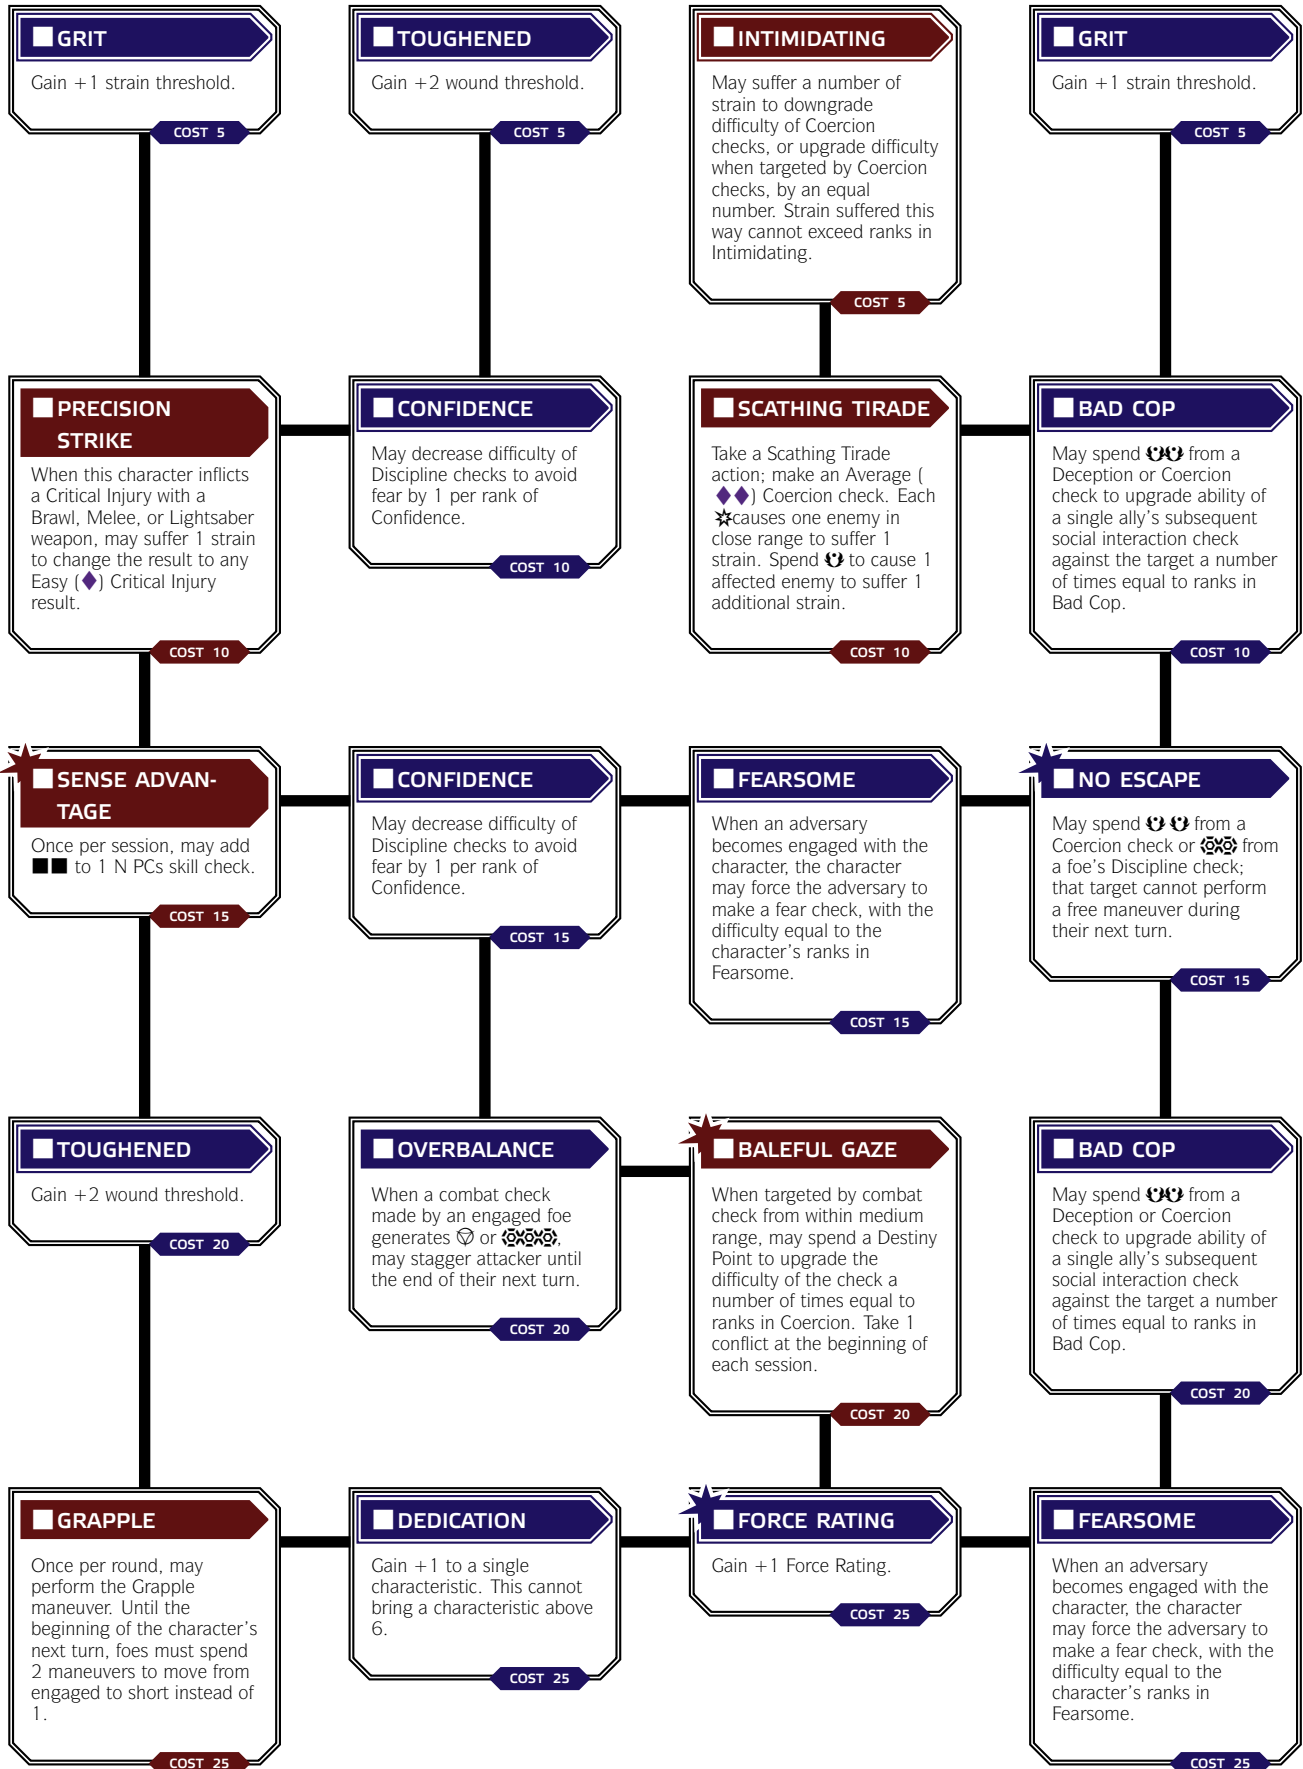 GRIT
Gain +1 strain threshold.
COST 5
TOUGHENED
Gain +2 wound threshold.
COST 5
INTIMIDATING
May suffer a number of
strain to downgrade
difficulty of Coercion
checks, or upgrade difficulty
when targeted by Coercion
checks, by an equal
number. Strain suffered this
way cannot exceed ranks in
Intimidating.
COST 5
GRIT
Gain +1 strain threshold.
COST 5
PRECISION
STRIKE
When this character inflicts
a Critical Injury with a
Brawl, Melee, or Lightsaber
weapon, may suffer 1 strain
to change the result to any
Easy (♦) Critical Injury
result.
COST 10
CONFIDENCE
May decrease difficulty of
Discipline checks to avoid
fear by 1 per rank of
Confidence.
COST 10
SCATHING TIRADE
Take a Scathing Tirade
action; make an Average (
♦♦) Coercion check. Each
causes one enemy in
close range to suffer 1
strain. Spend to cause 1
affected enemy to suffer 1
additional strain.
COST 10
BAD COP
May spend from a
Deception or Coercion
check to upgrade ability of
a single ally's subsequent
social interaction check
against the target a number
of times equal to ranks in
Bad Cop.
COST 10
SENSE ADVAN-
TAGE
Once per session, may add
■■ to 1 N PCs skill check.
COST 15
CONFIDENCE
May decrease difficulty of
Discipline checks to avoid
fear by 1 per rank of
Confidence.
COST 15
FEARSOME
When an adversary
becomes engaged with the
character, the character
may force the adversary to
make a fear check, with the
difficulty equal to the
character's ranks in
Fearsome.
COST 15
NO ESCAPE
May spend from a
Coercion check or from
a foe's Discipline check;
that target cannot perform
a free maneuver during
their next turn.
COST 15
TOUGHENED
Gain +2 wound threshold.
COST 20
OVERBALANCE
When a combat check
made by an engaged foe
generates or ,
may stagger attacker until
the end of their next turn.
COST 20
BALEFUL GAZE
When targeted by combat
check from within medium
range, may spend a Destiny
Point to upgrade the
difficulty of the check a
number of times equal to
ranks in Coercion. Take 1
conflict at the beginning of
each session.
COST 20
BAD COP
May spend from a
Deception or Coercion
check to upgrade ability of
a single ally's subsequent
social interaction check
against the target a number
of times equal to ranks in
Bad Cop.
COST 20
GRAPPLE
Once per round, may
perform the Grapple
maneuver. Until the
beginning of the character's
next turn, foes must spend
2 maneuvers to move from
engaged to short instead of
1.
COST 25
DEDICATION
Gain +1 to a single
characteristic. This cannot
bring a characteristic above
6.
COST 25
FORCE RATING
Gain +1 Force Rating.
COST 25
FEARSOME
When an adversary
becomes engaged with the
character, the character
may force the adversary to
make a fear check, with the
difficulty equal to the
character's ranks in
Fearsome.
COST 25